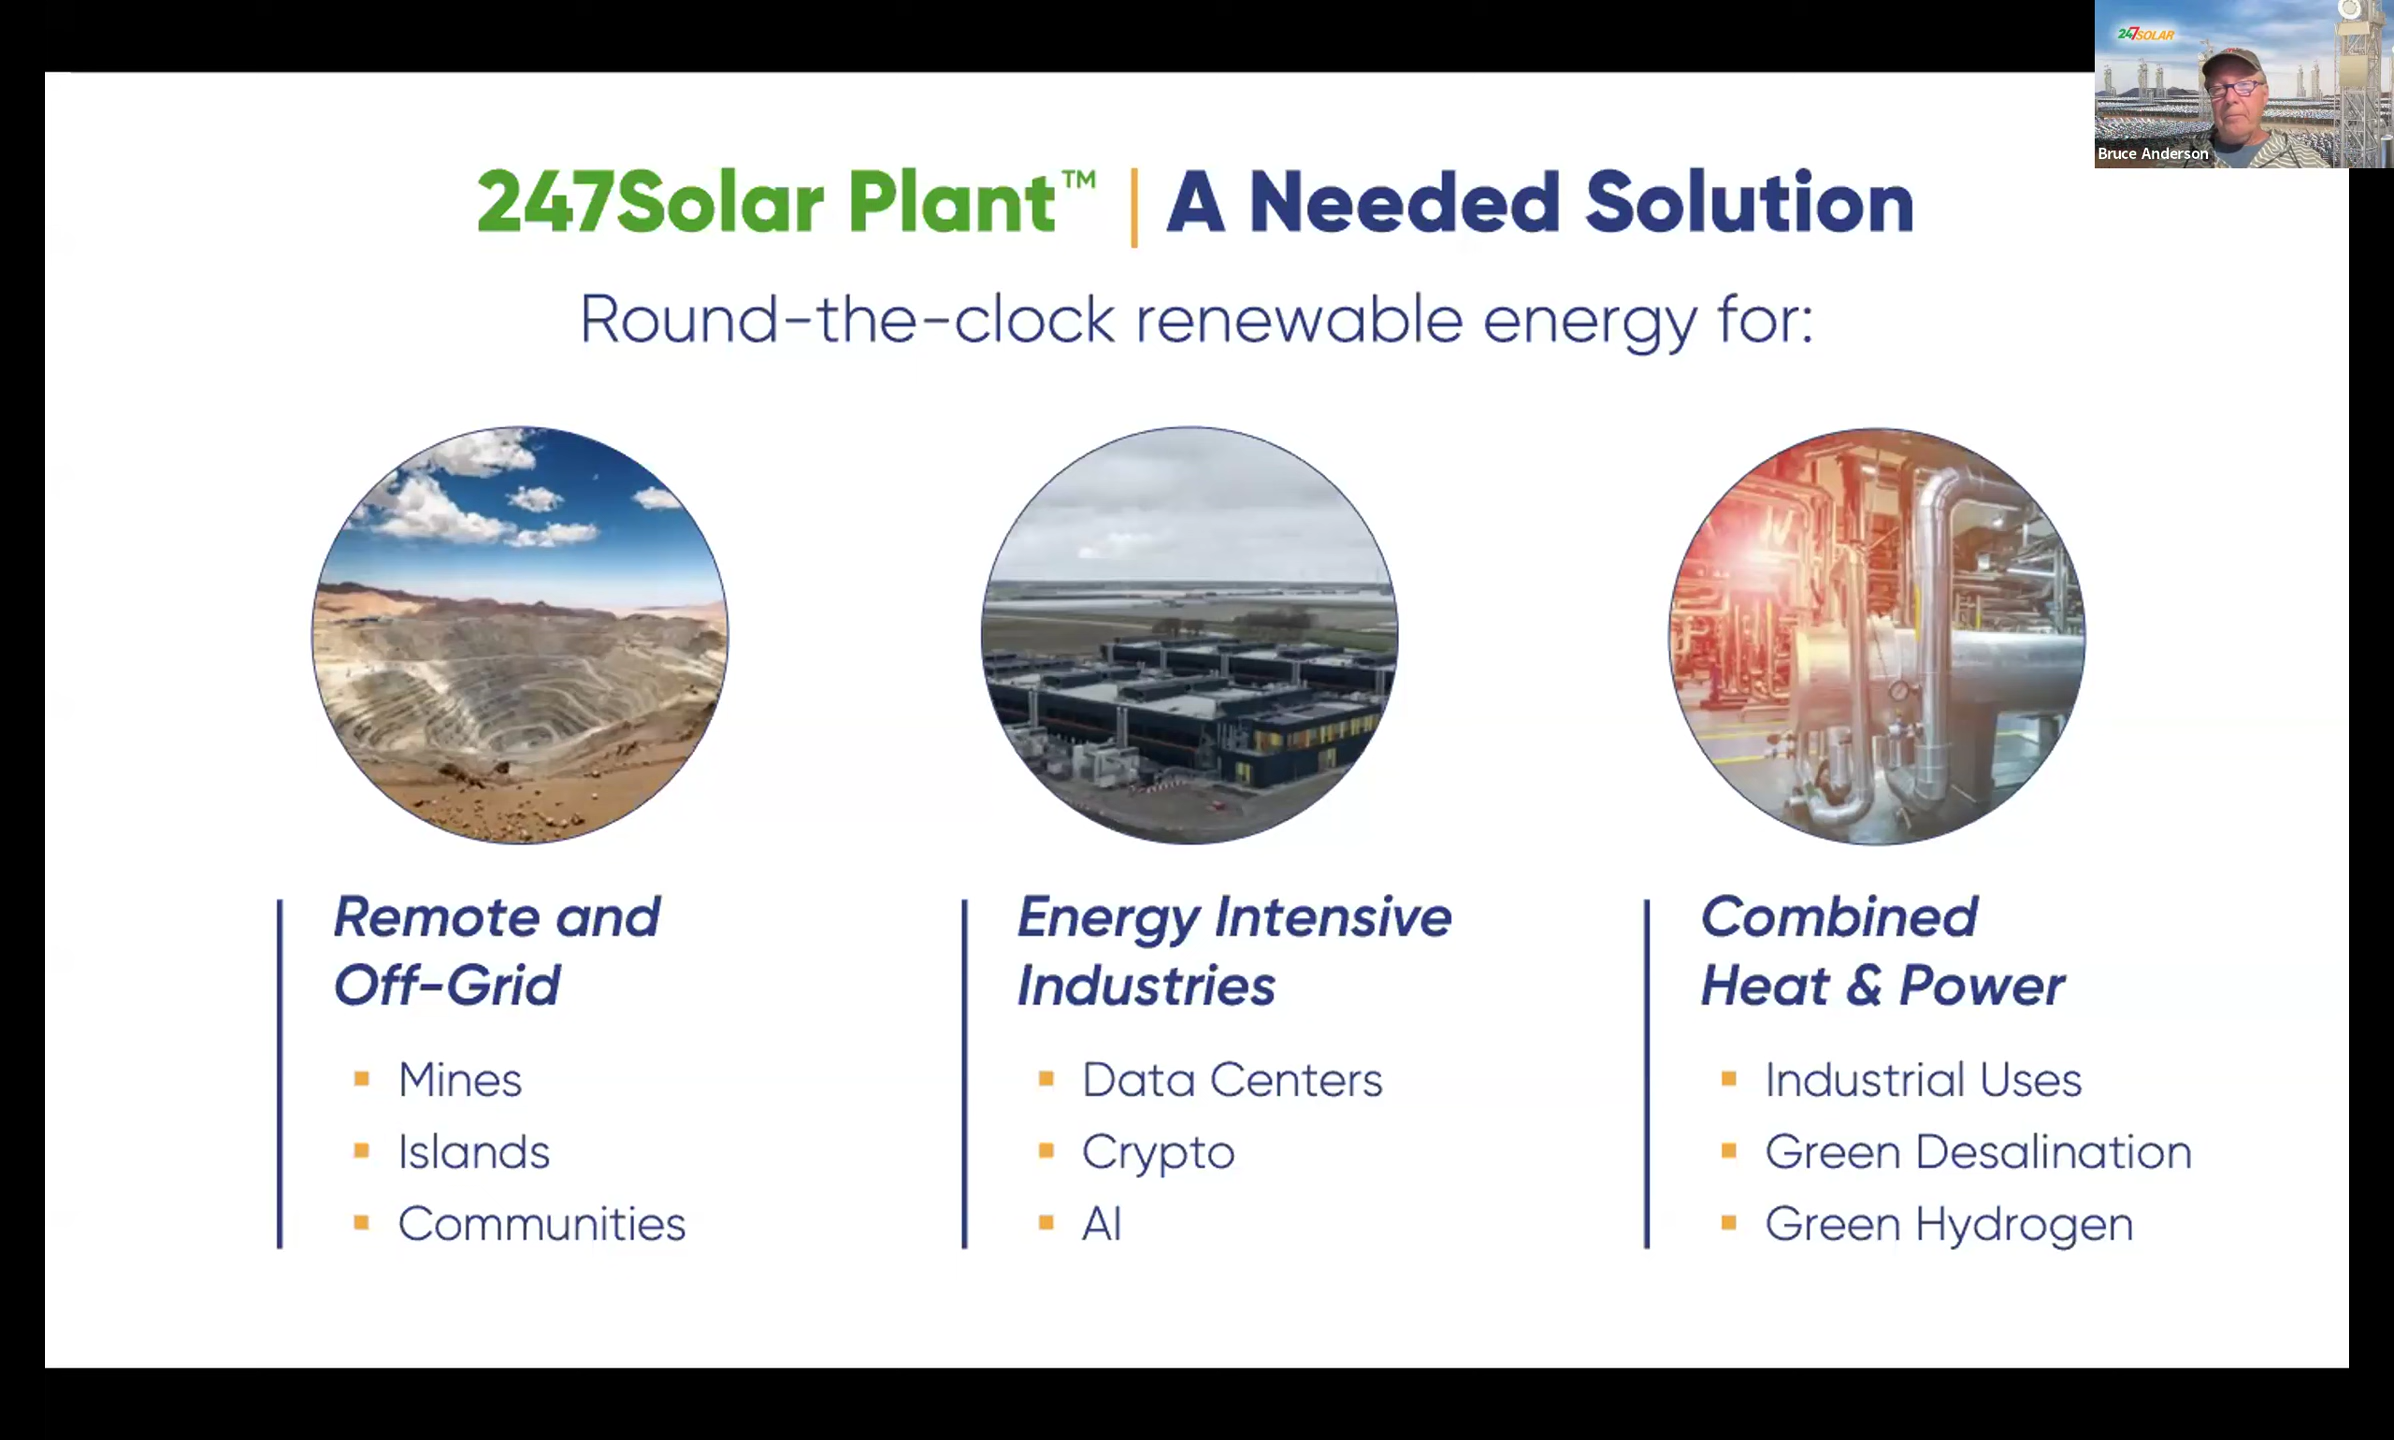 247SOLAR
Bruce Anderson
247Solar Plant™ | A Needed Solution
Round-the-clock renewable energy for:
Remote and
Off-Grid
Mines
Islands
Communities
Energy Intensive
Industries
Data Centers
Crypto
AI
Combined
Heat & Power
Industrial Uses
Green Desalination
Green Hydrogen